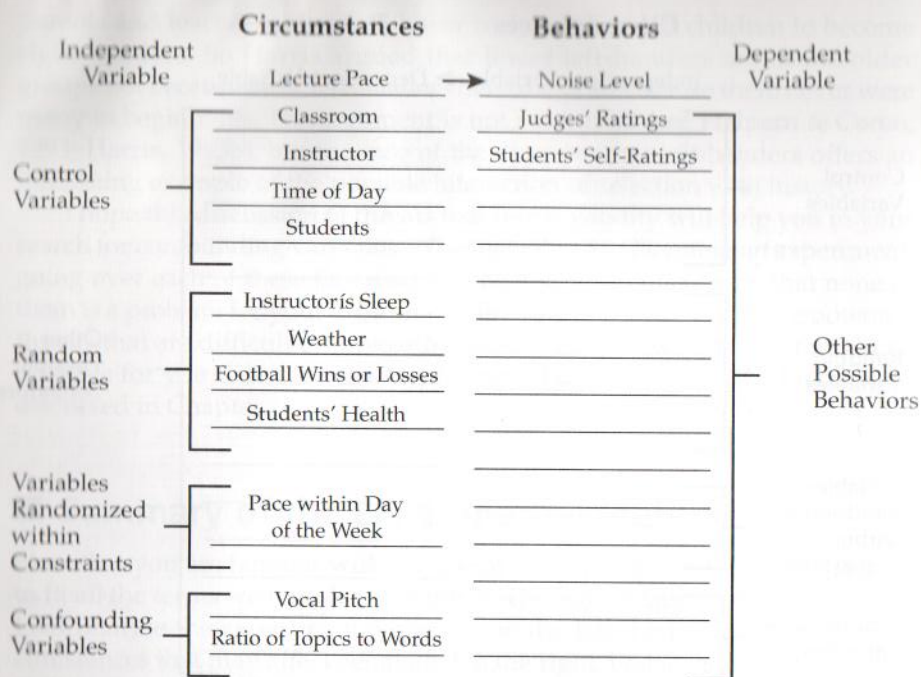 Circumstances
Behaviors
Independent
Variable
Dependent
Variable
Lecture Pace
Noise Level
Control
Variables
Classroom
Instructor
Time of Day
Students
Judges' Ratings
Students' Self-Ratings
Random
Variables
Instructorís Sleep
Weather
Football Wins or Losses
Students' Health
Other
Possible
Behaviors
Variables
Randomized
within
Constraints
Pace within Day
of the Week
Confounding
Variables
Vocal Pitch
Ratio of Topics to Words